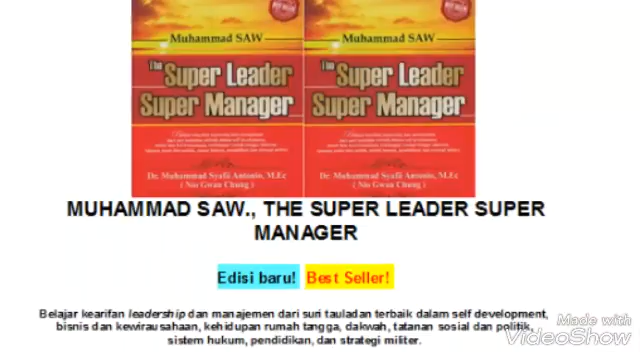 Muhammad SAW
Muhammad SAW
The
Super Leader
Super Manager
The
Super Leader
Super Manager
Dr. Muhammad Syafii Antonio, M.Ec
( Nio Gwan Chung )
Dr. Muhammad Syafii Antonio, M.Ec
( Nio Gwan Chung )
MUHAMMAD SAW., THE SUPER LEADER SUPER
MANAGER
Edisi baru! Best Seller!
Belajar kearifan leadership dan manajemen dari suri tauladan terbaik dalam self development,
bisnis dan kewirausahaan, kehidupan rumah tangga, dakwah, tatanan sosial dan politik,
sistem hukum, pendidikan, dan strategi militer.
Made with
VideoShow